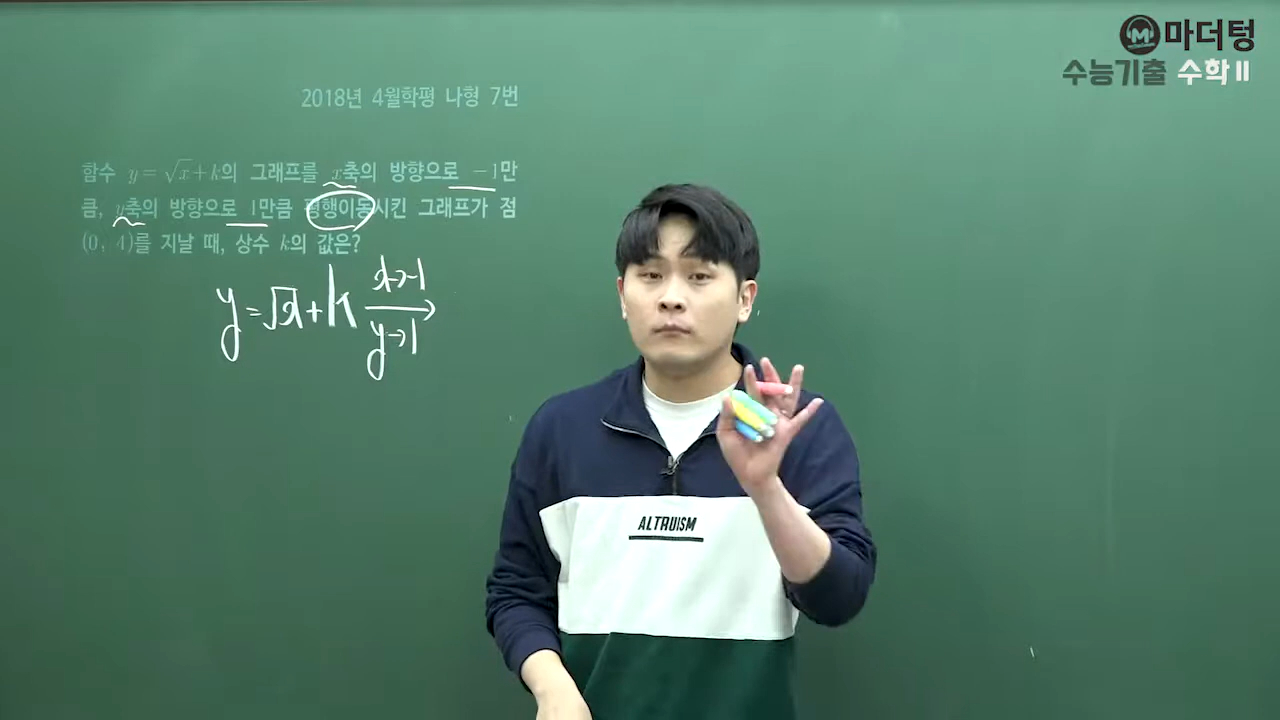 마더텅
수능기출 수학 II
2018년 4월학평 나형 7번
함수 y = √x + k의 그래프를 x축의 방향으로 -1만
큼, y축의 방향으로 1만큼 평행이동시킨 그래프가 점
(0, 4)를 지날 때, 상수 k의 값은?
x→-1
y=√x+k
y→1
ALTRUISM